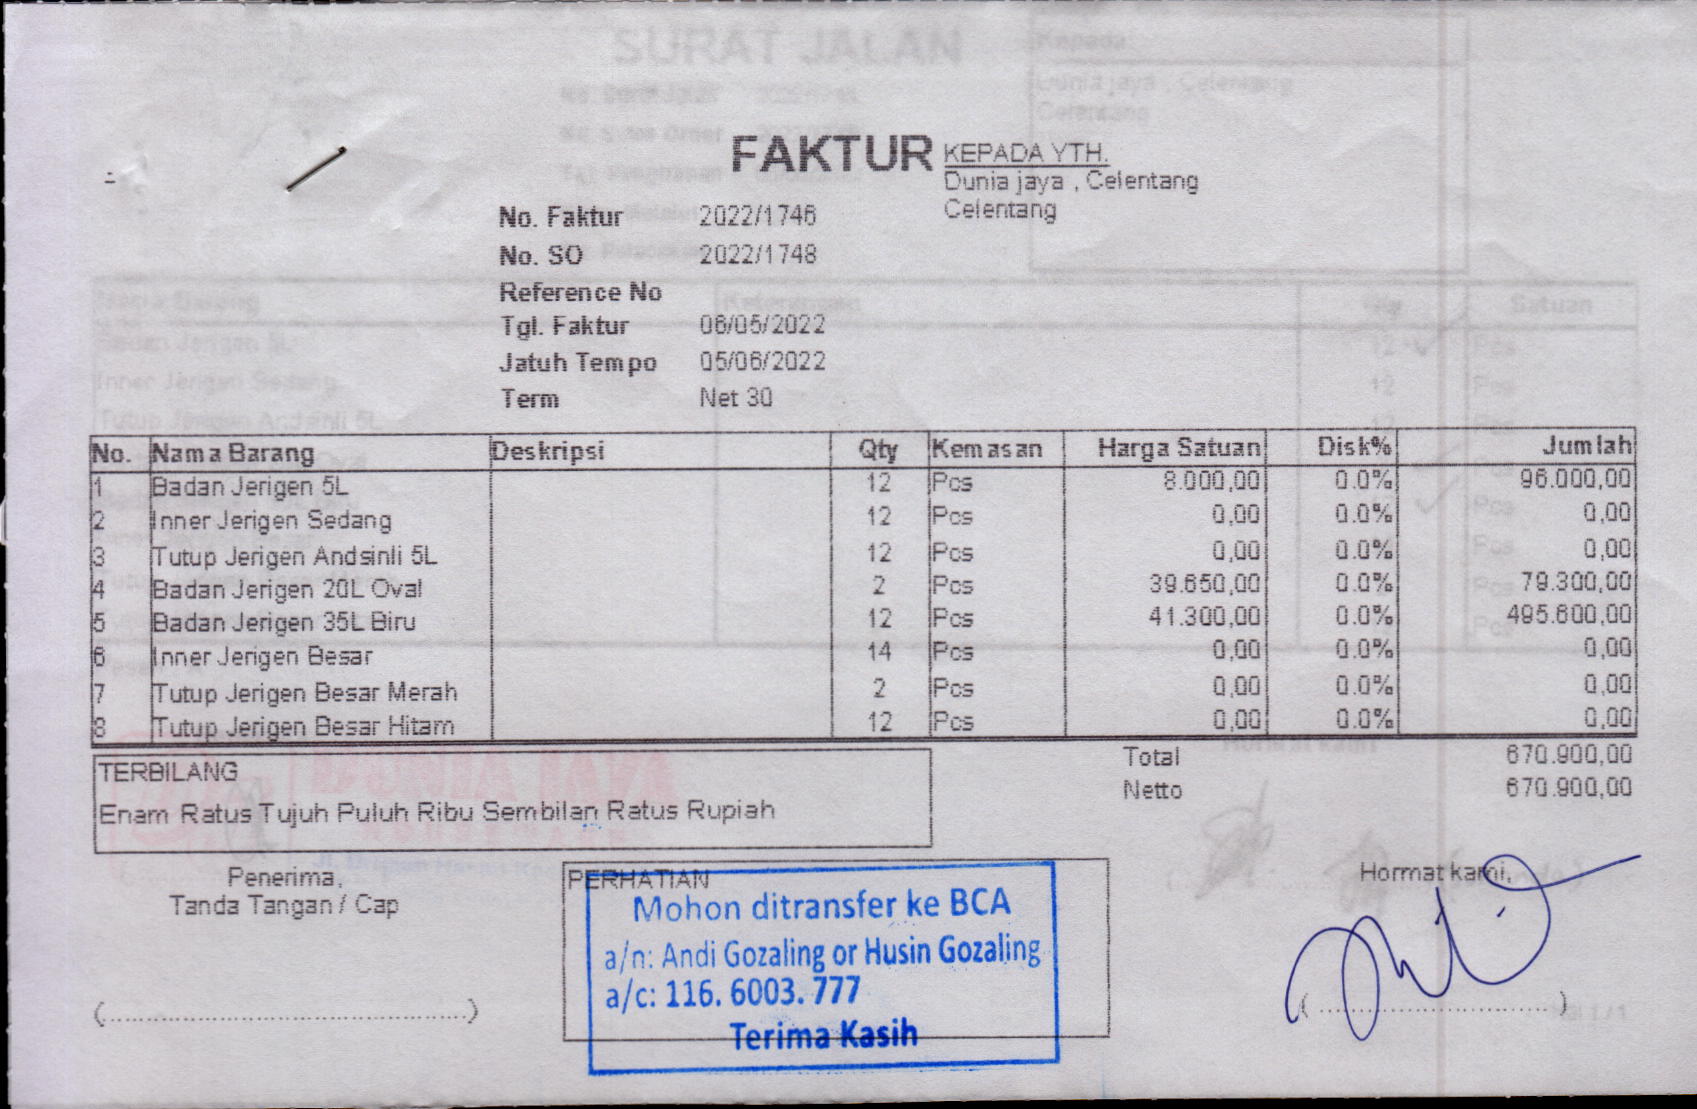 SURAT JALAN
Kepada
Dunia jaya , Celentang
Celentang
FAKTUR
KEPADA YTH.
Dunia jaya , Celentang
Celentang
No. Faktur 2022/1746
No. SO 2022/1748
Reference No
Tgl. Faktur 06/05/2022
Jatuh Tempo 05/06/2022
Term Net 30
No. Nama Barang Deskripsi Qty Kemasan Harga Satuan Disk% Jumlah
1 Badan Jerigen 5L 12 Pcs 8.000,00 0.0% 96.000,00
2 Inner Jerigen Sedang 12 Pcs 0,00 0.0% 0,00
3 Tutup Jerigen Andsinli 5L 12 Pcs 0,00 0.0% 0,00
4 Badan Jerigen 20L Oval 2 Pcs 39.650,00 0.0% 79.300,00
5 Badan Jerigen 35L Biru 12 Pcs 41.300,00 0.0% 495.600,00
6 Inner Jerigen Besar 14 Pcs 0,00 0.0% 0,00
7 Tutup Jerigen Besar Merah 2 Pcs 0,00 0.0% 0,00
8 Tutup Jerigen Besar Hitam 12 Pcs 0,00 0.0% 0,00
Total 670.900,00
Netto 670.900,00
TERBILANG
Enam Ratus Tujuh Puluh Ribu Sembilan Ratus Rupiah
Penerima,
Tanda Tangan / Cap
PERHATIAN
Mohon ditransfer ke BCA
a/n: Andi Gozaling or Husin Gozaling
a/c: 116. 6003. 777
Terima Kasih
Hormat kami,